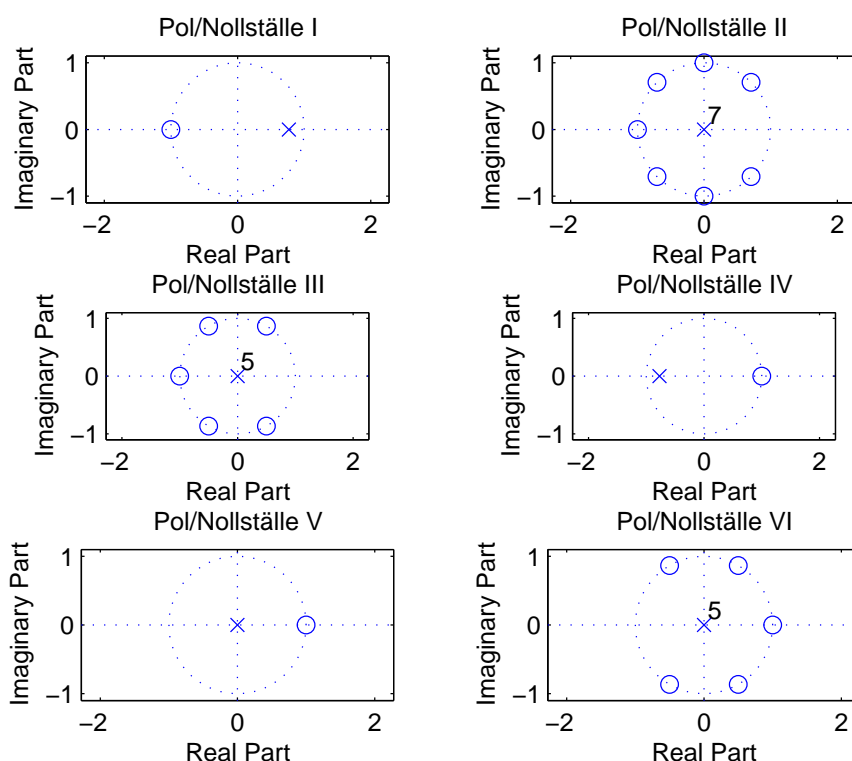 Pol/Nollställe I
Imaginary Part
1
0
−1
−2
0
2
Real Part
Pol/Nollställe II
Imaginary Part
1
0
−1
7
−2
0
2
Real Part
Pol/Nollställe III
Imaginary Part
1
0
−1
5
−2
0
2
Real Part
Pol/Nollställe IV
Imaginary Part
1
0
−1
−2
0
2
Real Part
Pol/Nollställe V
Imaginary Part
1
0
−1
−2
0
2
Real Part
Pol/Nollställe VI
Imaginary Part
1
0
−1
5
−2
0
2
Real Part